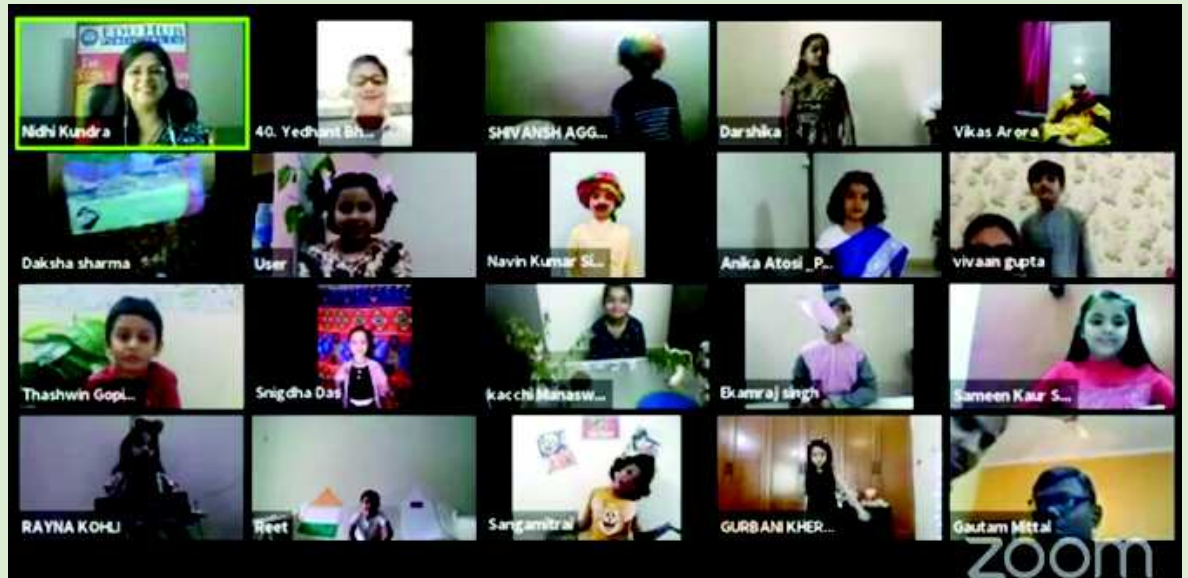 Nidhi Kundra
40. Yedhant Bh...
SHIVANSH AGG...
Darshika
Vikas Arora
Daksha sharma
User
Navin Kumar Si...
Anika Atosi _P...
vivaan gupta
Thashwin Gopi...
Snigdha Das
kacchi Manasw...
Ekamraj singh
Sameen Kaur S...
RAYNA KOHLI
Reet
Sangamitrai
GURBANI KHER...
Gautam Mittal
zoom